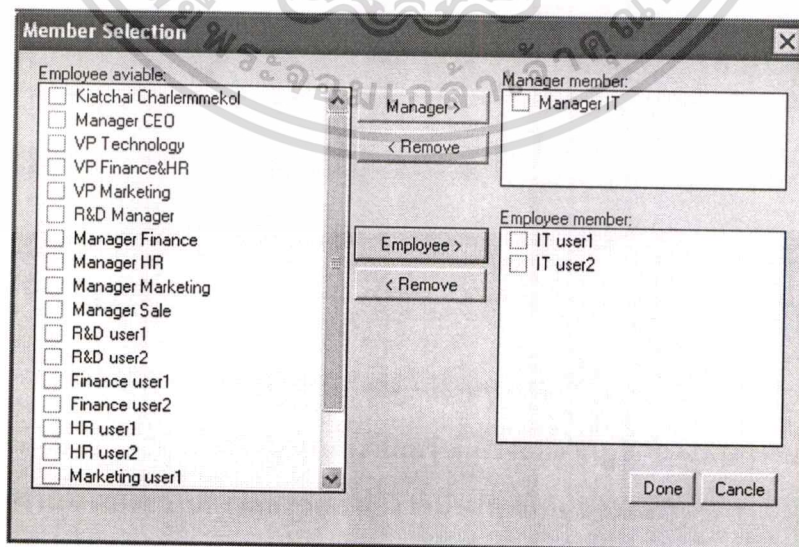 Member Selection
Employee aviable:
Kiatchai Charlermmekol
Manager CEO
VP Technology
VP Finance&HR
VP Marketing
R&D Manager
Manager Finance
Manager HR
Manager Marketing
Manager Sale
R&D user1
R&D user2
Finance user1
Finance user2
HR user1
HR user2
Marketing user1
Manager >
< Remove
Employee >
< Remove
Manager member:
Manager IT
Employee member:
IT user1
IT user2
Done Cancle